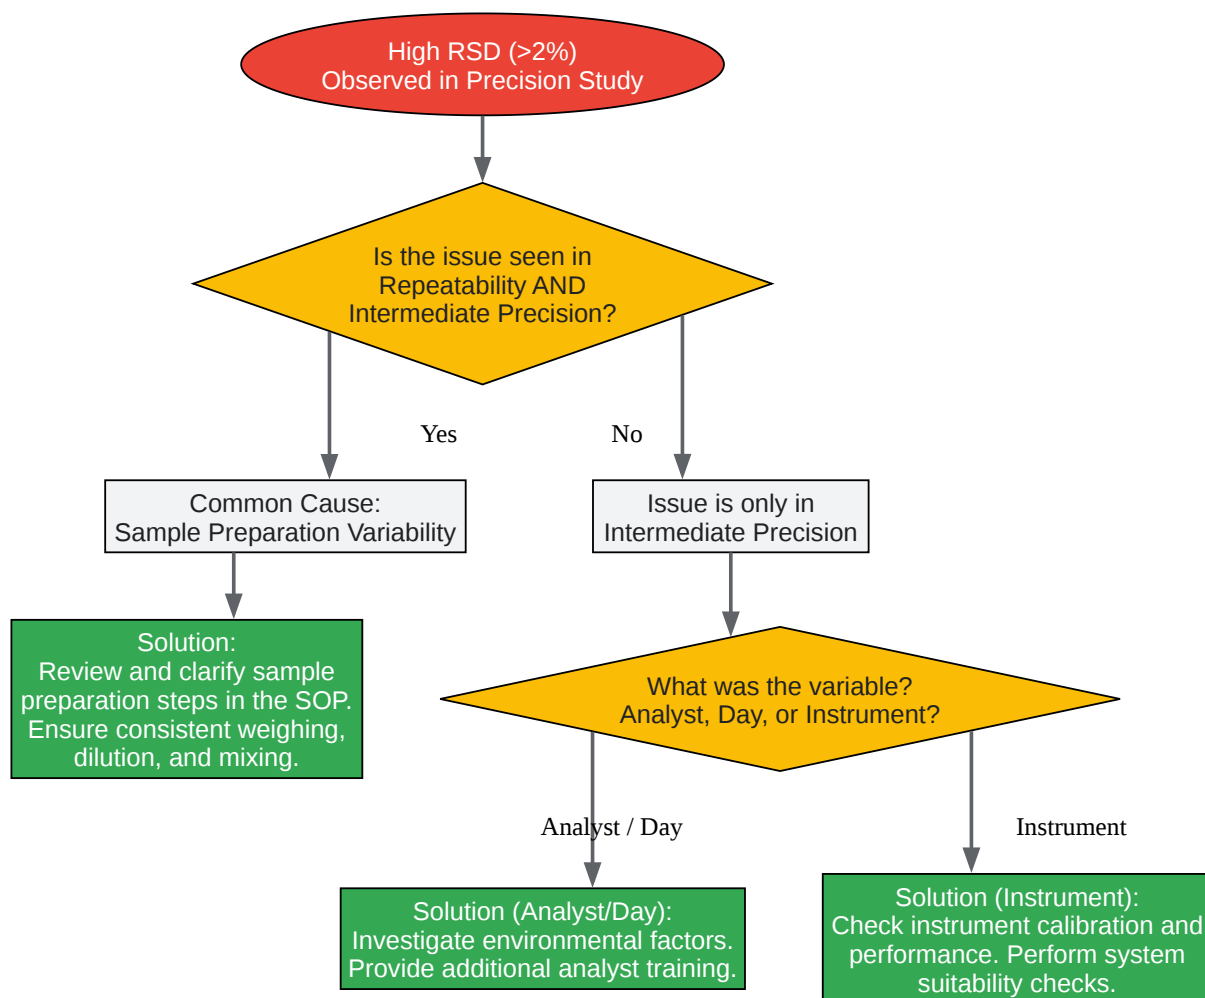 High RSD (>2%)
Observed in Precision Study
Is the issue seen in
Repeatability AND
Intermediate Precision?
Yes
No
Common Cause:
Sample Preparation Variability
Issue is only in
Intermediate Precision
Solution:
Review and clarify sample
preparation steps in the SOP.
Ensure consistent weighing,
dilution, and mixing.
What was the variable?
Analyst, Day, or Instrument?
Analyst / Day
Instrument
Solution (Analyst/Day):
Investigate environmental factors.
Provide additional analyst training.
Solution (Instrument):
Check instrument calibration and
performance. Perform system
suitability checks.